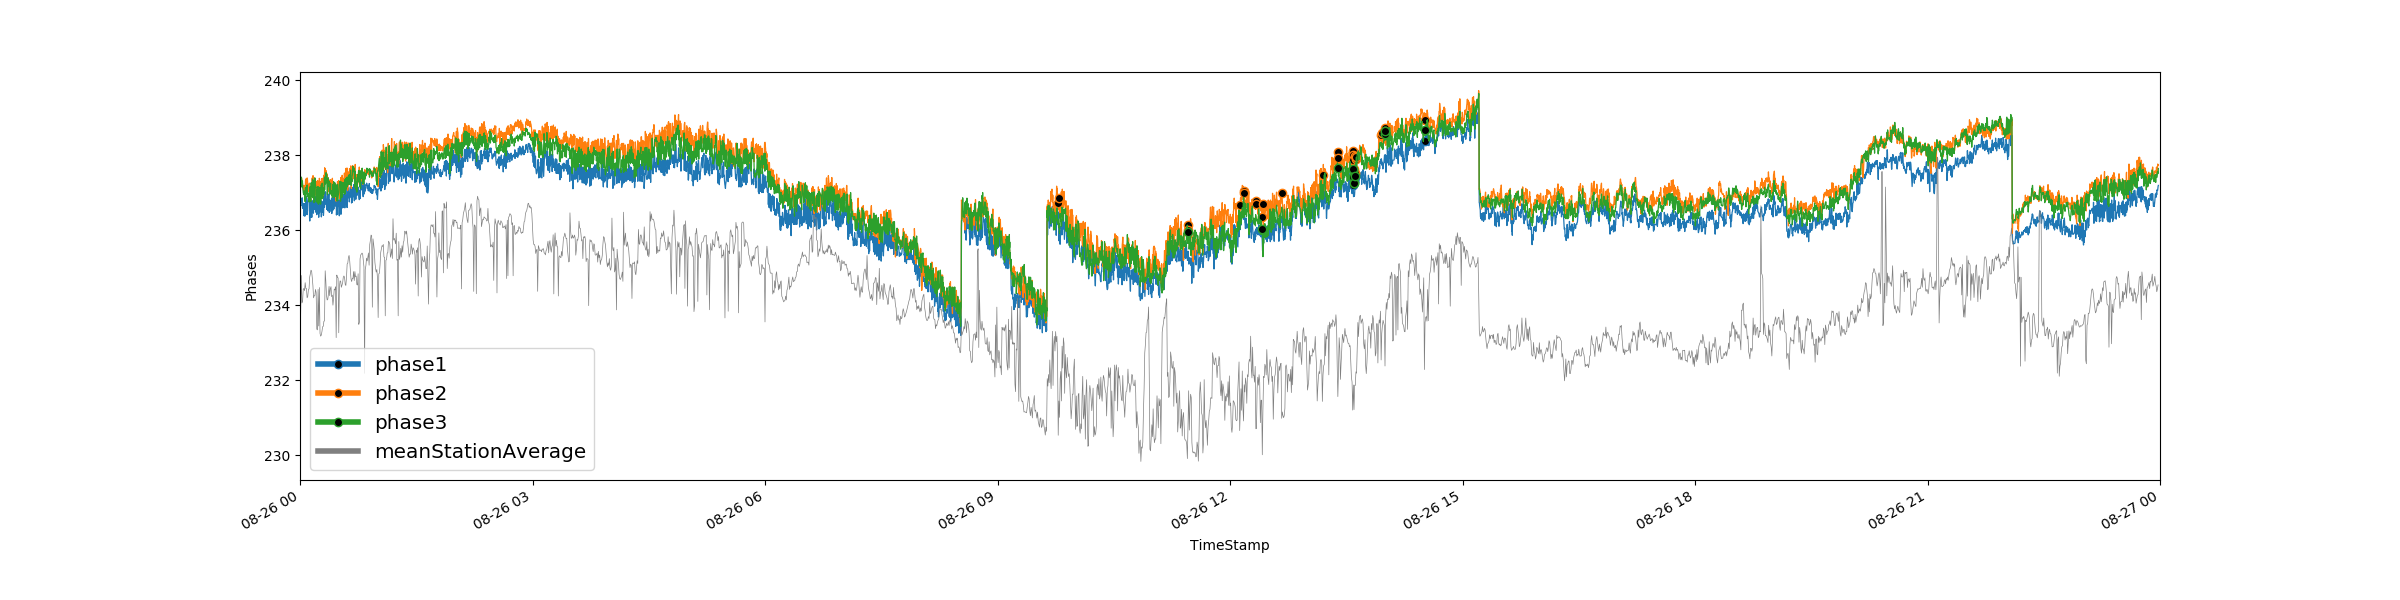 240
238
236
234
232
230
Phases
phase1
phase2
phase3
meanStationAverage
08-26 00
08-26 03
08-26 06
08-26 09
08-26 12
08-26 15
08-26 18
08-26 21
08-27 00
TimeStamp